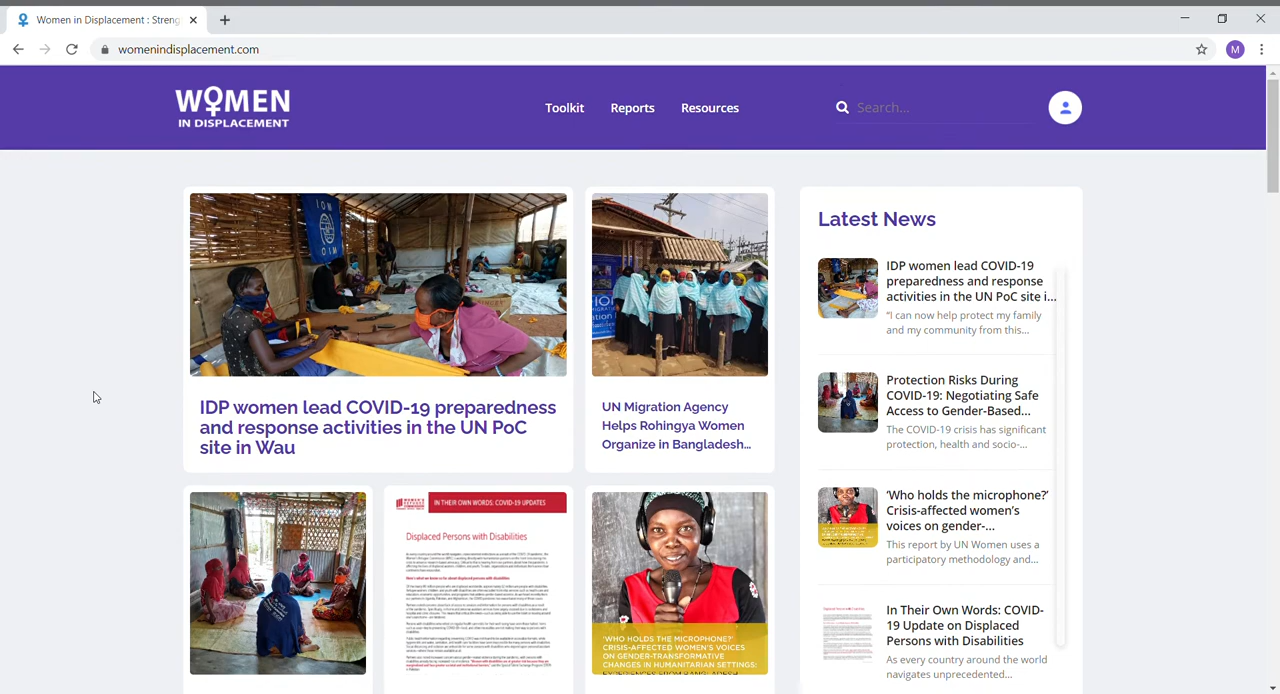 Women in Displacement : Streng
womenindisplacement.com
M
WOMEN
IN DISPLACEMENT
Toolkit
Reports
Resources
Search...
IOM
OIM
IDP women lead COVID-19 preparedness
and response activities in the UN PoC
site in Wau
UN Migration Agency
Helps Rohingya Women
Organize in Bangladesh...
Latest News
IDP women lead COVID-19
preparedness and response
activities in the UN PoC site i...
"I can now help protect my family
and my community from this...
Protection Risks During
COVID-19: Negotiating Safe
Access to Gender-Based...
The COVID-19 crisis has significant
protection, health and socio-...
'Who holds the microphone?'
Crisis-affected women's
voices on gender-...
This report by UN Women uses a
participatory methodology and...
In Their Own Words: COVID-
19 Update on Displaced
Persons with Disabilities
As every country around the world
navigates unprecedented...
IN THEIR OWN WORDS: COVID-19 UPDATES
Displaced Persons with Disabilities
'WHO HOLDS THE MICROPHONE?'
CRISIS-AFFECTED WOMEN'S VOICES
ON GENDER-TRANSFORMATIVE
CHANGES IN HUMANITARIAN SETTINGS: